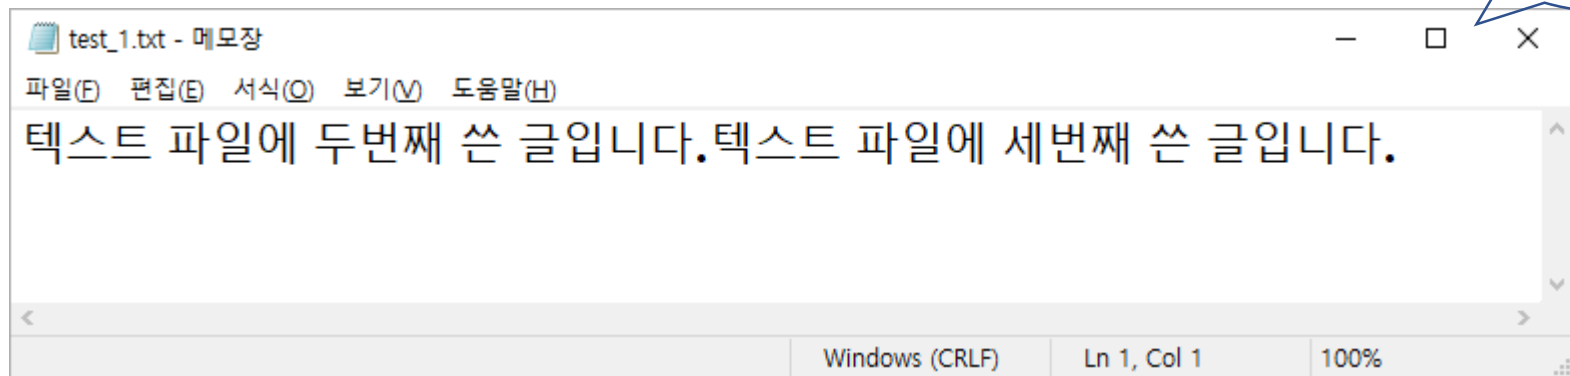 test_1.txt - 메모장
파일(F) 편집(E) 서식(O) 보기(V) 도움말(H)
텍스트 파일에 두번째 쓴 글입니다.텍스트 파일에 세번째 쓴 글입니다.
Windows (CRLF) Ln 1, Col 1 100%